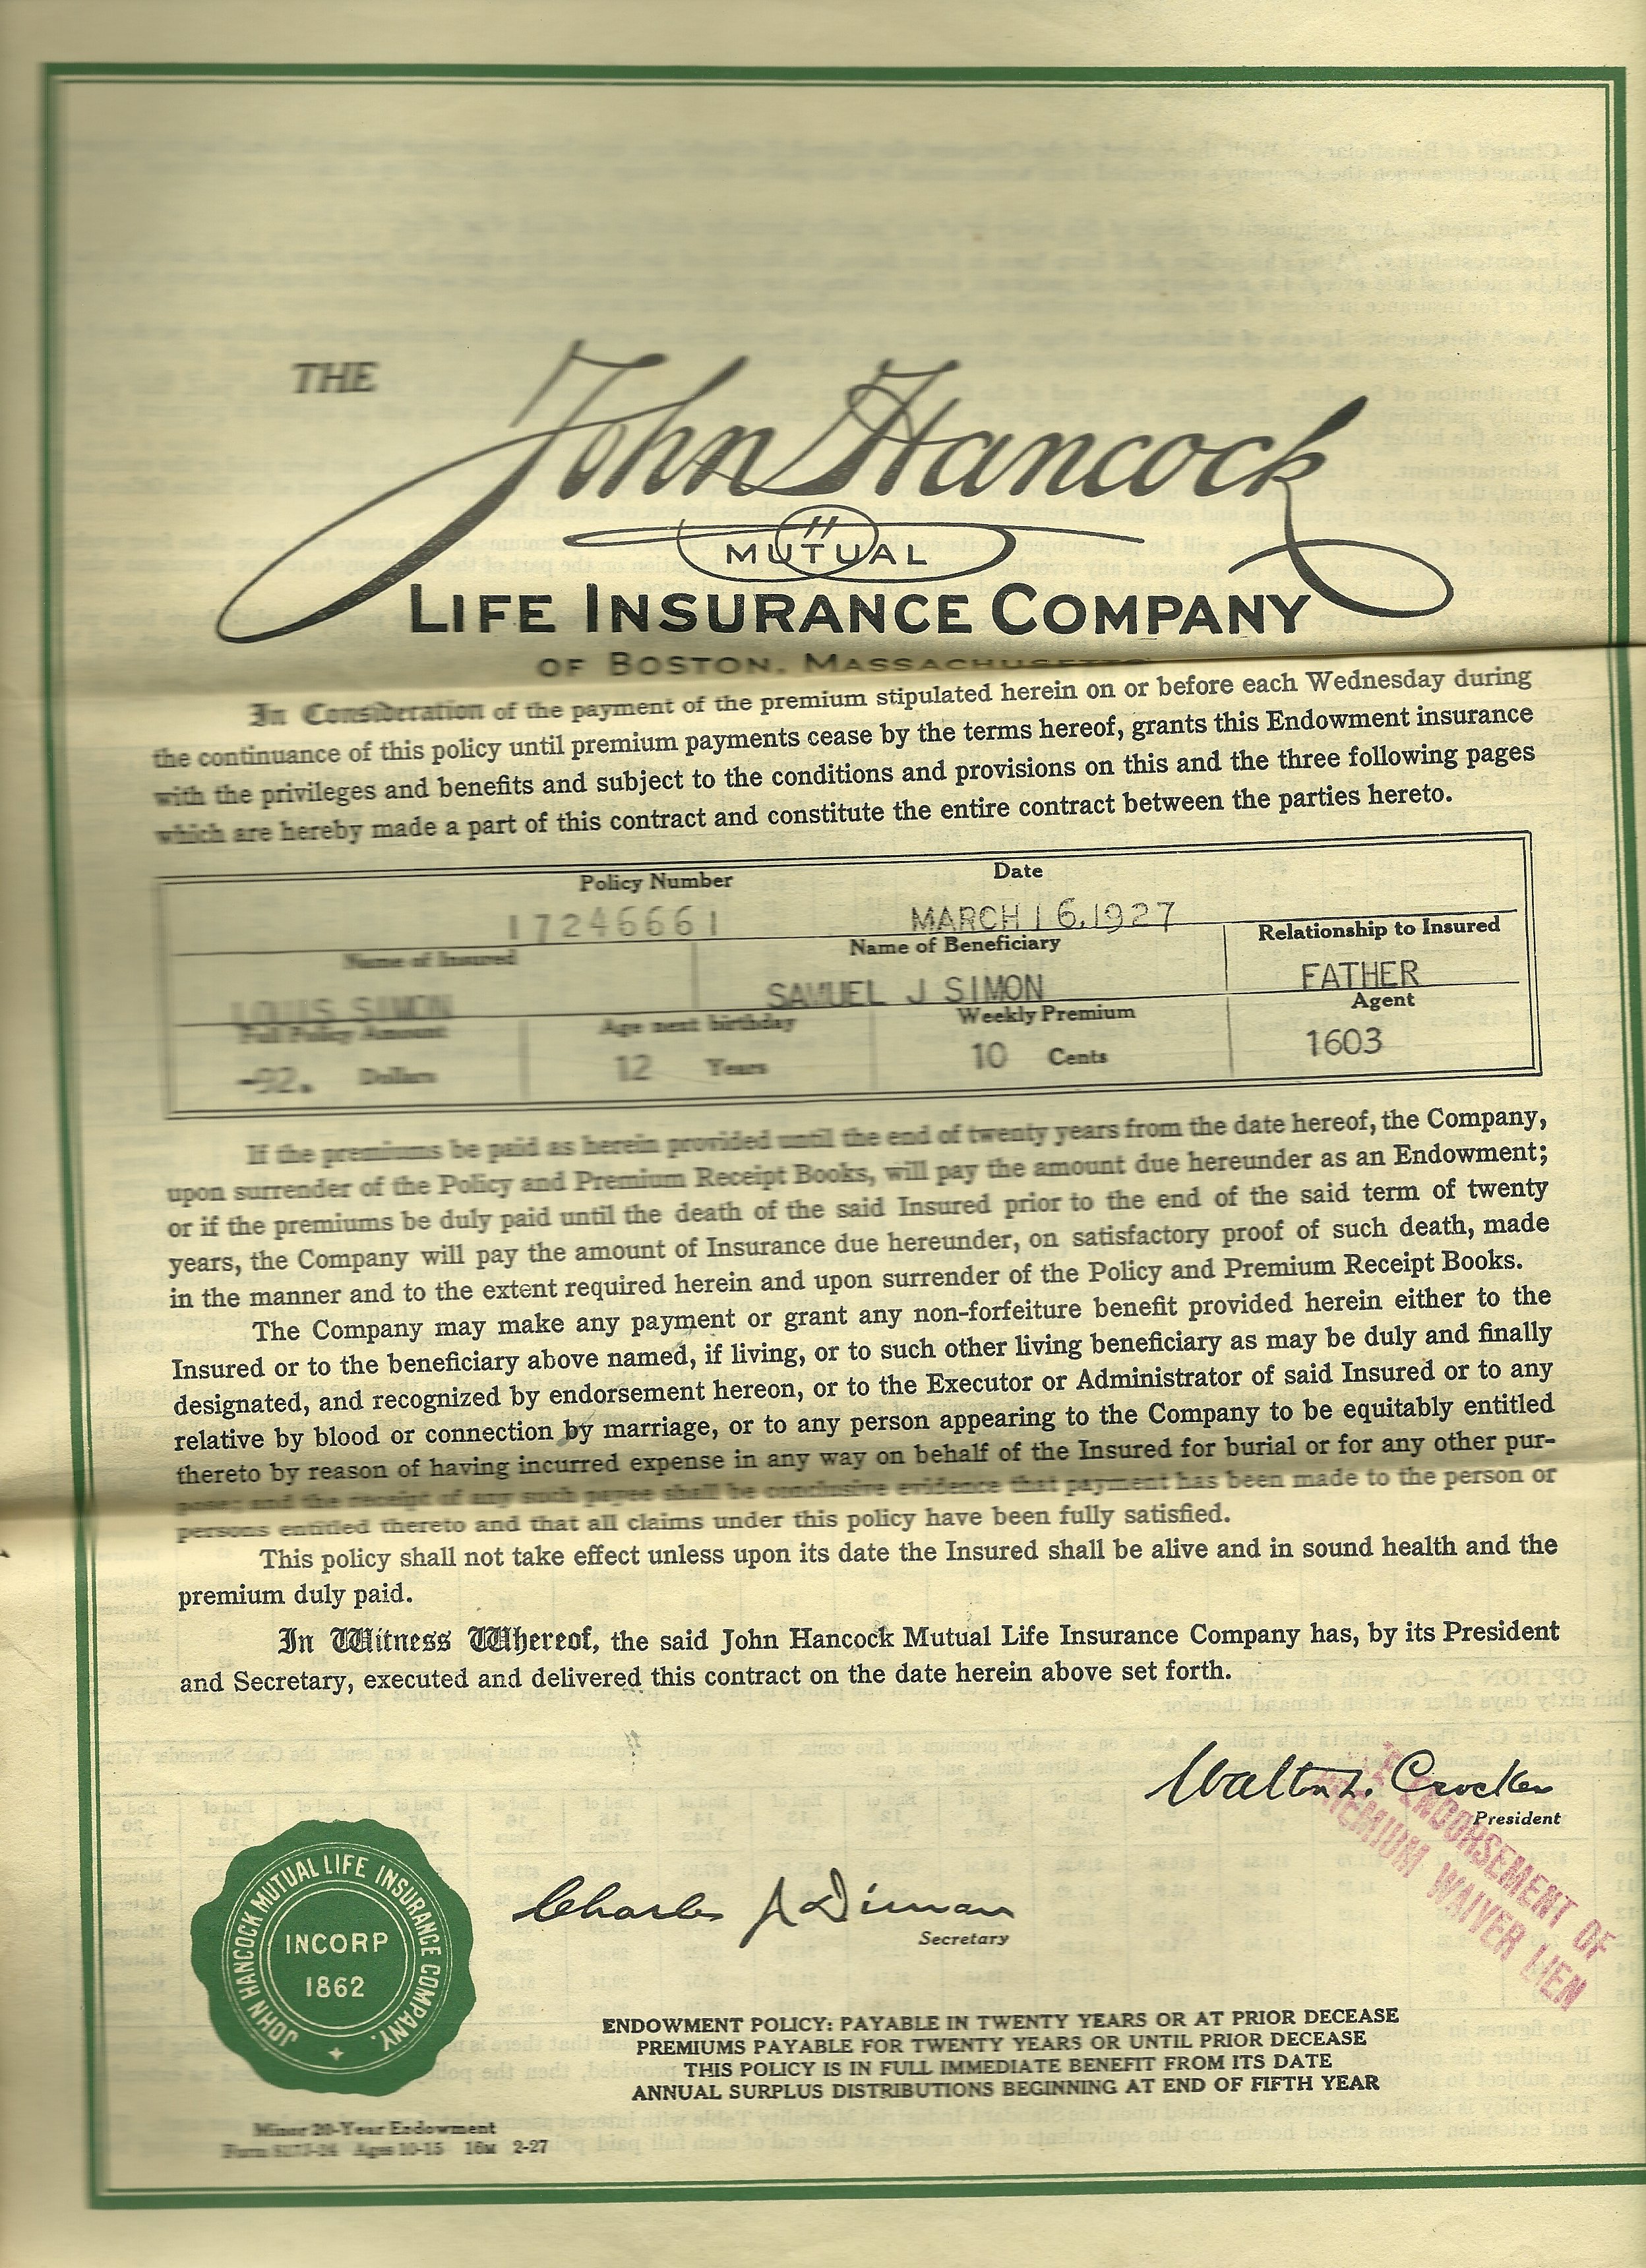 THE
John Hancock
MUTUAL
LIFE INSURANCE COMPANY
OF BOSTON, MASSACHUSETTS
In Consideration of the payment of the premium stipulated herein on or before each Wednesday during
the continuance of this policy until premium payments cease by the terms hereof, grants this Endowment insurance
with the privileges and benefits and subject to the conditions and provisions on this and the three following pages
which are hereby made a part of this contract and constitute the entire contract between the parties hereto.
Policy Number Date
17246661 MARCH 16,1927
Name of Insured Name of Beneficiary Relationship to Insured
LOUIS SIMON SAMUEL J SIMON FATHER
Full Policy Amount Age next birthday Weekly Premium Agent
-92. Dollars 12 Years 10 Cents 1603
If the premiums be paid as herein provided until the end of twenty years from the date hereof, the Company,
upon surrender of the Policy and Premium Receipt Books, will pay the amount due hereunder as an Endowment;
or if the premiums be duly paid until the death of the said Insured prior to the end of the said term of twenty
years, the Company will pay the amount of Insurance due hereunder, on satisfactory proof of such death, made
in the manner and to the extent required herein and upon surrender of the Policy and Premium Receipt Books.
The Company may make any payment or grant any non-forfeiture benefit provided herein either to the
Insured or to the beneficiary above named, if living, or to such other living beneficiary as may be duly and finally
designated, and recognized by endorsement hereon, or to the Executor or Administrator of said Insured or to any
relative by blood or connection by marriage, or to any person appearing to the Company to be equitably entitled
thereto by reason of having incurred expense in any way on behalf of the Insured for burial or for any other pur-
pose; and the receipt of any such payee shall be conclusive evidence that payment has been made to the person or
persons entitled thereto and that all claims under this policy have been fully satisfied.
This policy shall not take effect unless upon its date the Insured shall be alive and in sound health and the
premium duly paid.
In Witness Whereof, the said John Hancock Mutual Life Insurance Company has, by its President
and Secretary, executed and delivered this contract on the date herein above set forth.
Walton L. Crocker
President
ENDORSEMENT OF
PREMIUM WAIVER LIEN
Charles J Diman
Secretary
JOHN HANCOCK MUTUAL LIFE INSURANCE COMPANY.
INCORP
1862
ENDOWMENT POLICY: PAYABLE IN TWENTY YEARS OR AT PRIOR DECEASE
PREMIUMS PAYABLE FOR TWENTY YEARS OR UNTIL PRIOR DECEASE
THIS POLICY IS IN FULL IMMEDIATE BENEFIT FROM ITS DATE
ANNUAL SURPLUS DISTRIBUTIONS BEGINNING AT END OF FIFTH YEAR
Minor 20-Year Endowment
Form Ages 10-15 16M 2-27